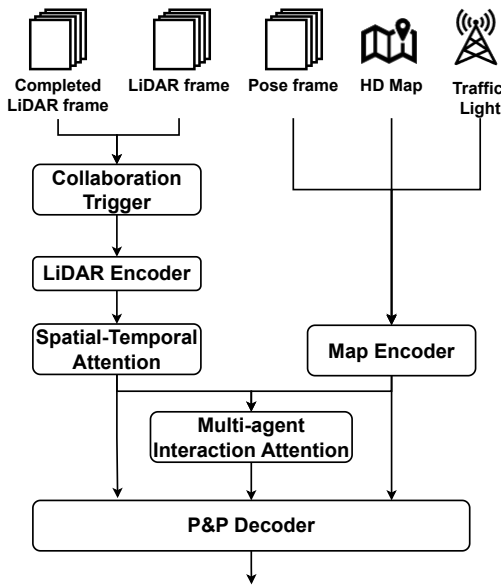 Completed
LiDAR frame
LiDAR frame
Pose frame
HD Map
Traffic
Light
Collaboration
Trigger
LiDAR Encoder
Spatial-Temporal
Attention
Map Encoder
Multi-agent
Interaction Attention
P&P Decoder